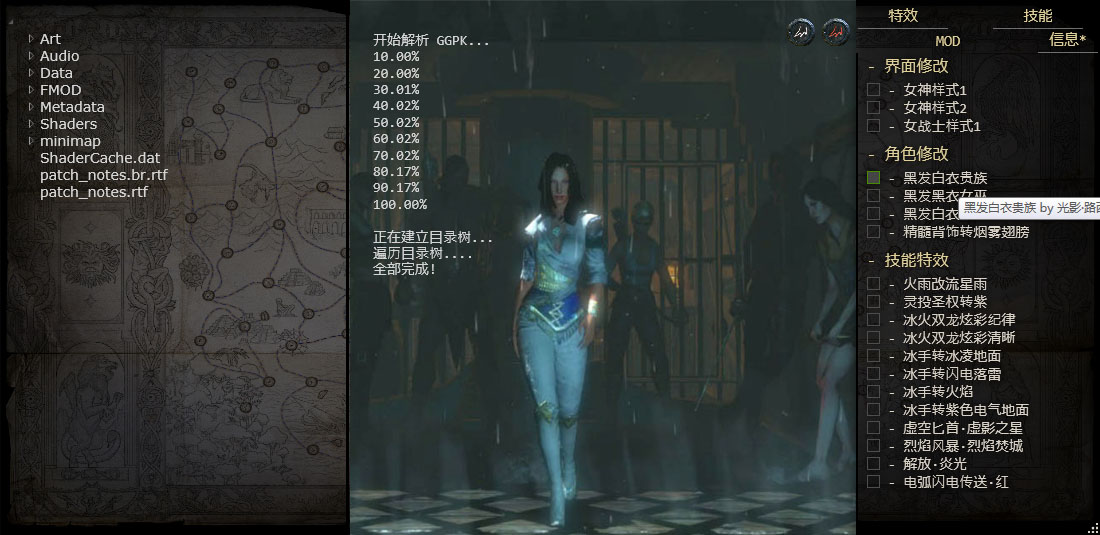 Art
Audio
Data
FMOD
Metadata
Shaders
minimap
ShaderCache.dat
patch_notes.br.rtf
patch_notes.rtf
开始解析 GGPK...
10.00%
20.00%
30.01%
40.02%
50.02%
60.02%
70.02%
80.17%
90.17%
100.00%
正在建立目录树...
遍历目录树....
全部完成!
特效
技能
MOD
信息*
- 界面修改
- 女神样式1
- 女神样式2
- 女战士样式1
- 角色修改
- 黑发白衣贵族
- 黑发黑衣女巫
- 黑发白衣
黑发白衣贵族 by 光影·路西
- 精髓背饰转烟雾翅膀
- 技能特效
- 火雨改流星雨
- 灵投圣权转紫
- 冰火双龙炫彩纪律
- 冰火双龙炫彩清晰
- 冰手转冰凌地面
- 冰手转闪电落雷
- 冰手转火焰
- 冰手转紫色电气地面
- 虚空匕首·虚影之星
- 烈焰风暴·烈焰焚城
- 解放·炎光
- 电弧闪电传送·红